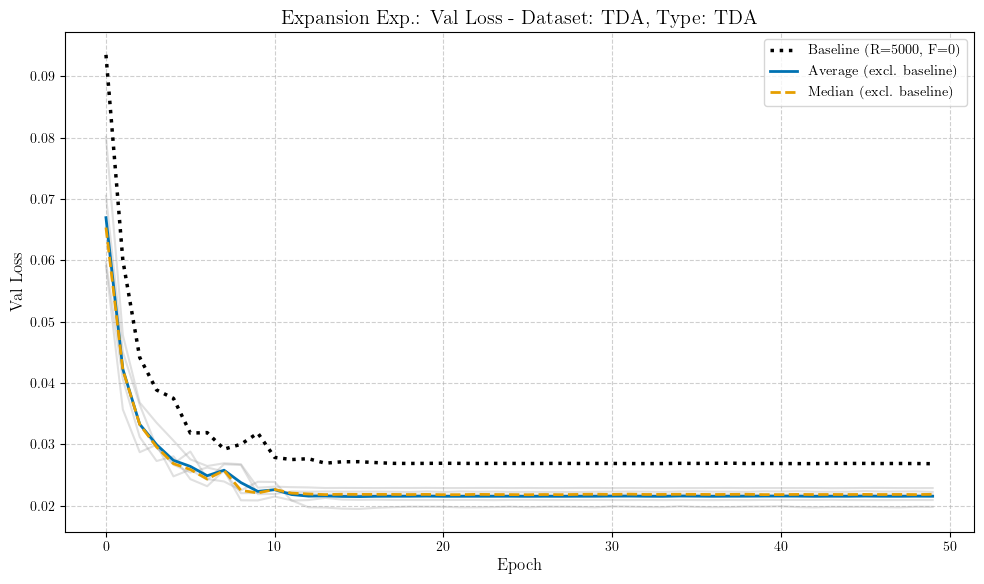 Expansion Exp.: Val Loss - Dataset: TDA, Type: TDA
Baseline (R=5000, F=0)
Average (excl. baseline)
Median (excl. baseline)
Val Loss
0.09
0.08
0.07
0.06
0.05
0.04
0.03
0.02
0
10
20
30
40
50
Epoch